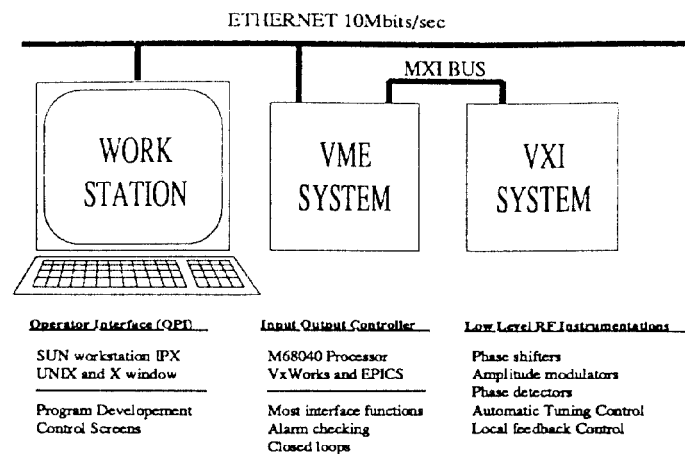 ETHERNET 10Mbits/sec
MXI BUS
WORK
STATION
VME
SYSTEM
VXI
SYSTEM
Operator Interface (OPI)
SUN workstation IPX
UNIX and X window
Program Developement
Control Screens
Input Output Controller
M68040 Processor
VxWorks and EPICS
Most interface functions
Alarm checking
Closed loops
Low Level RF Instrumentations
Phase shifters
Amplitude modulators
Phase detectors
Automatic Tuning Control
Local feedback Control